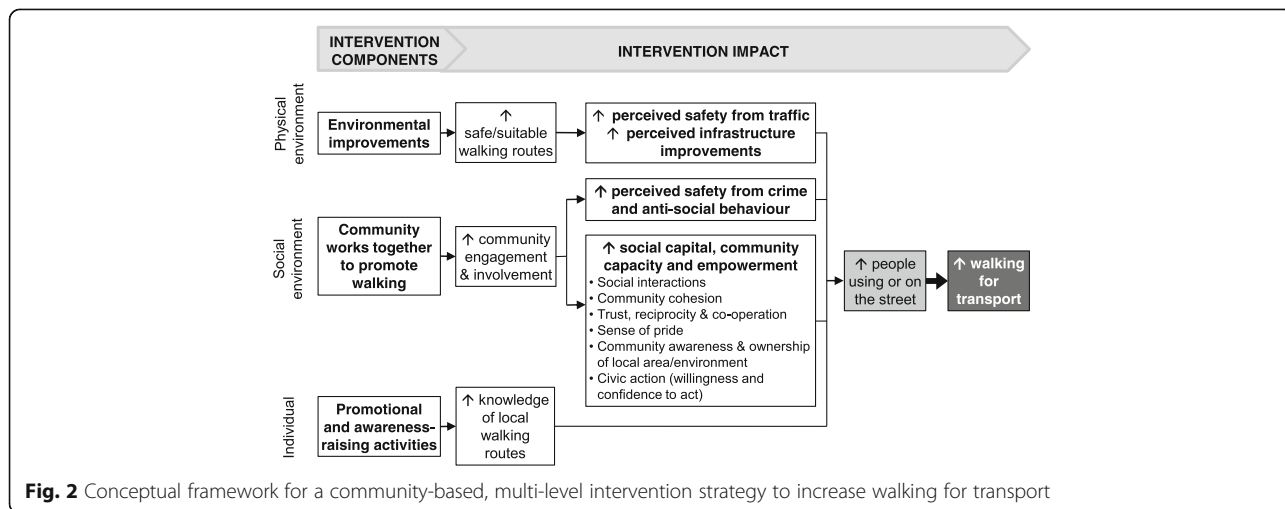 INTERVENTION
COMPONENTS
INTERVENTION IMPACT
Physical
environment
Environmental
improvements
↑
safe/suitable
walking routes
↑ perceived safety from traffic
↑ perceived infrastructure
improvements
Social
environment
Community
works together
to promote
walking
↑ community
engagement
& involvement
↑ perceived safety from crime
and anti-social behaviour
↑ social capital, community
capacity and empowerment
• Social interactions
• Community cohesion
• Trust, reciprocity & co-operation
• Sense of pride
• Community awareness & ownership
of local area/environment
• Civic action (willingness and
confidence to act)
↑ people
using or on
the street
↑ walking
for
transport
Individual
Promotional
and awareness-
raising activities
↑ knowledge
of local
walking
routes
Fig. 2 Conceptual framework for a community-based, multi-level intervention strategy to increase walking for transport